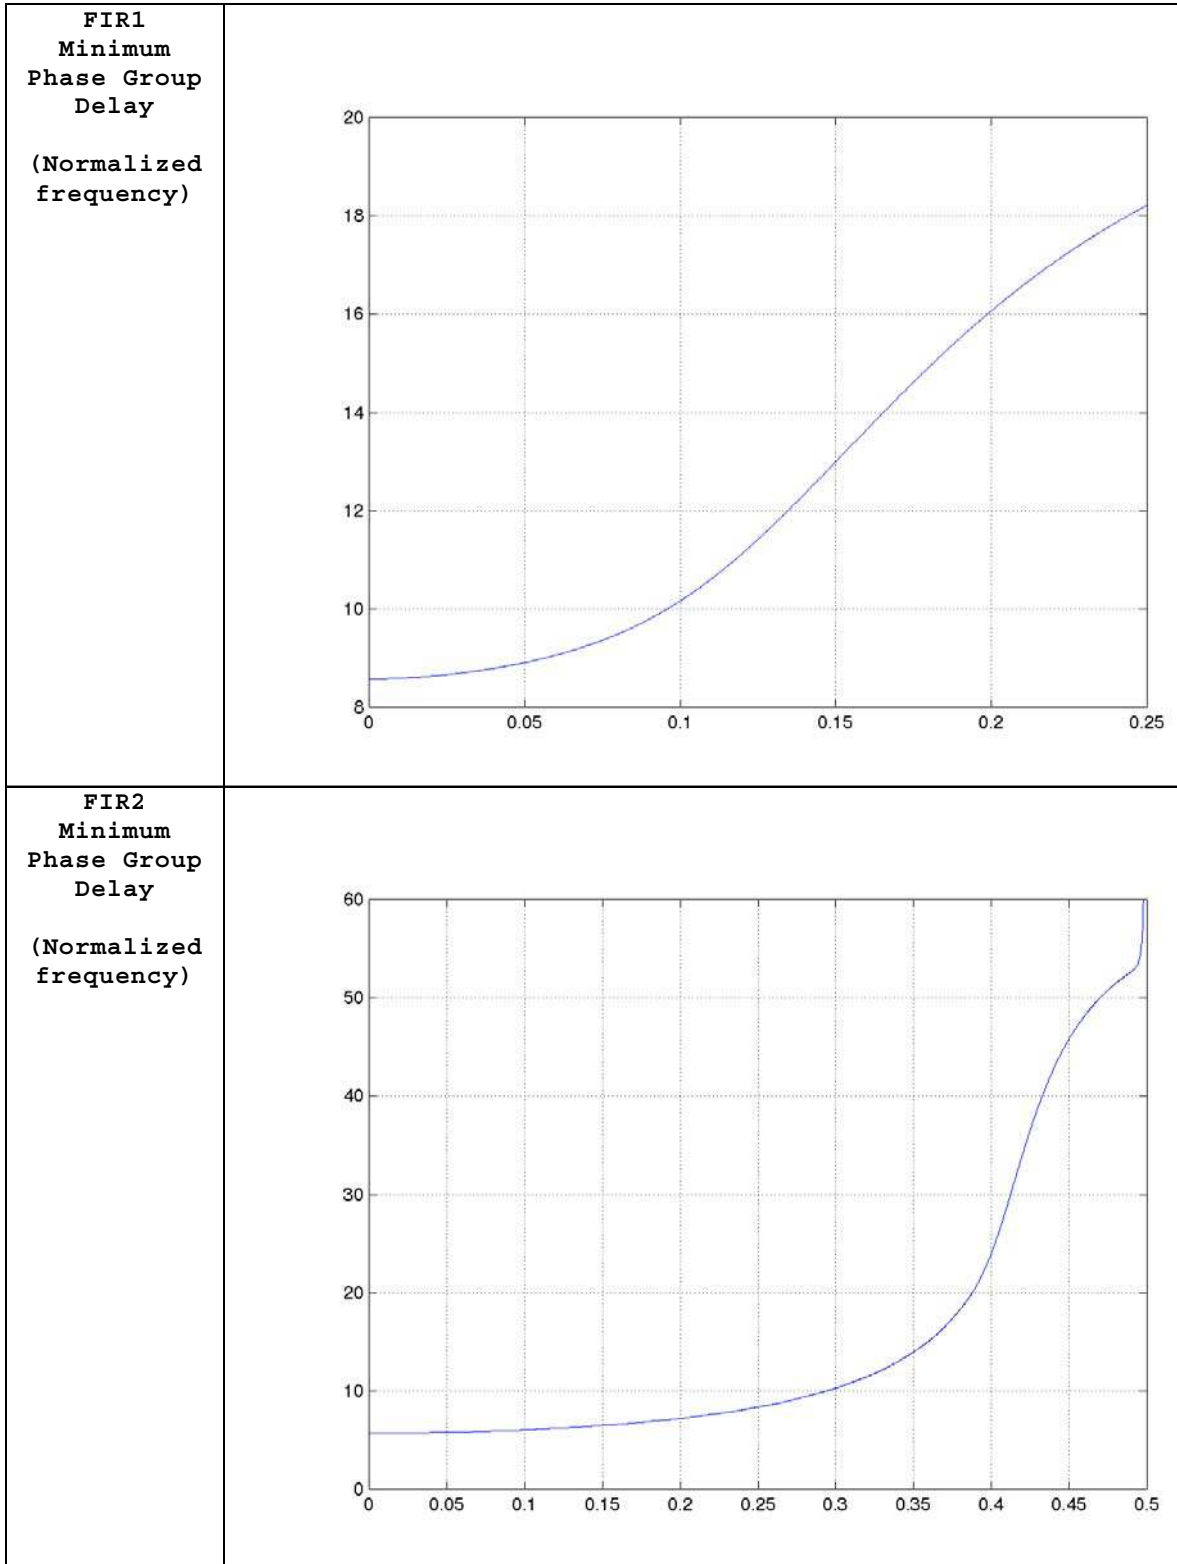 FIR1
Minimum
Phase Group
Delay
(Normalized
frequency)
20
18
16
14
12
10
8
0 0.05 0.1 0.15 0.2 0.25
FIR2
Minimum
Phase Group
Delay
(Normalized
frequency)
60
50
40
30
20
10
0
0 0.05 0.1 0.15 0.2 0.25 0.3 0.35 0.4 0.45 0.5